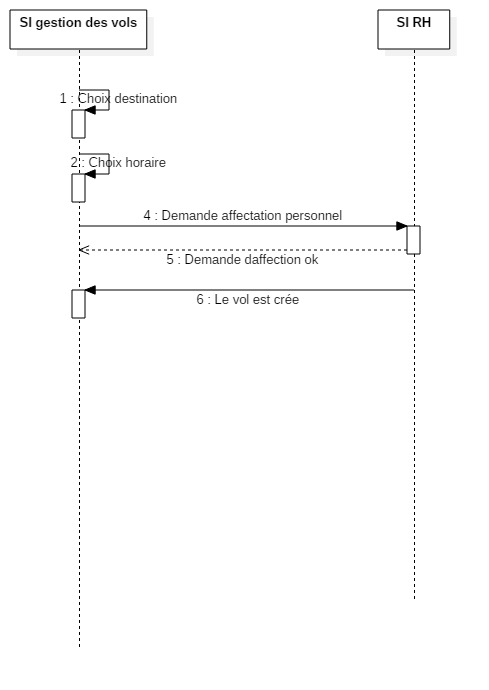 SI gestion des vols
SI RH
1 : Choix destination
2 : Choix horaire
4 : Demande affectation personnel
5 : Demande daffection ok
6 : Le vol est crée